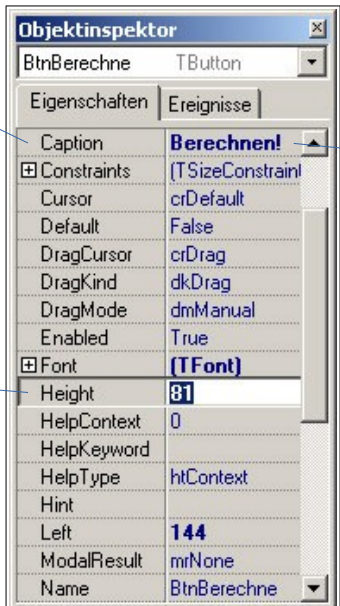 Objektinspektor
BtnBerechne TButton
Eigenschaften Ereignisse
Caption Berechnen!
Constraints (TSizeConstraint
Cursor crDefault
Default False
DragCursor crDrag
DragKind dkDrag
DragMode dmManual
Enabled True
Font (TFont)
Height 81
HelpContext 0
HelpKeyword
HelpType htContext
Hint
Left 144
ModalResult mrNone
Name BtnBerechne